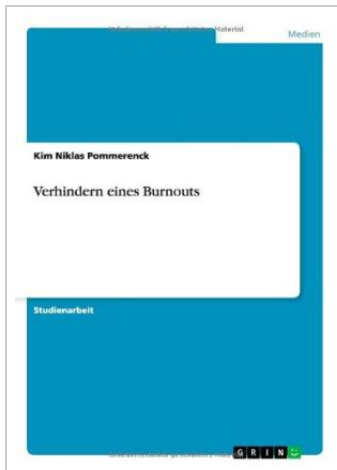 Medien
Kim Niklas Pommerenck
Verhindern eines Burnouts
Studienarbeit
GRIN